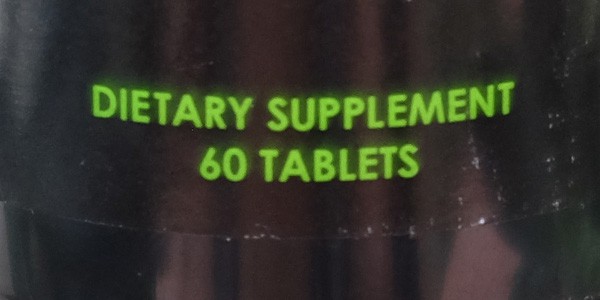 DIETARY SUPPLEMENT
60 TABLETS